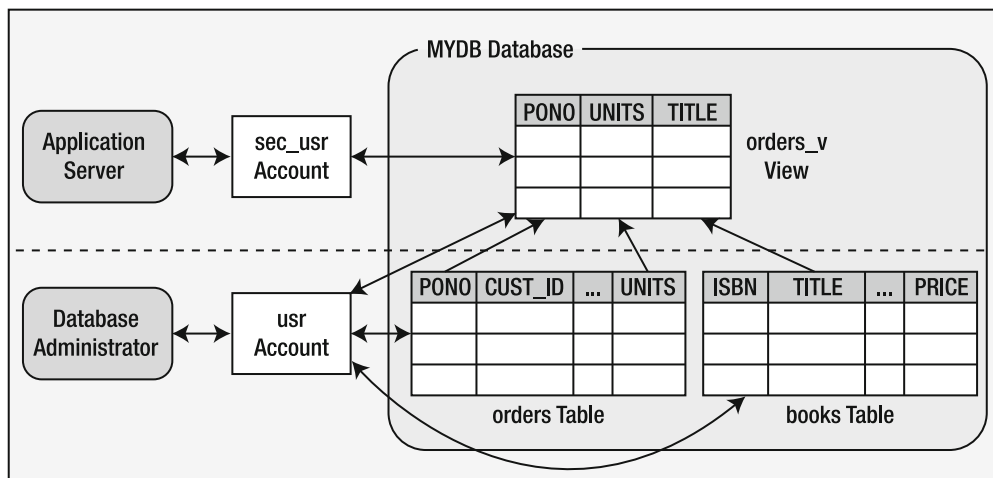 MYDB Database
PONO UNITS TITLE
Application
Server
sec_usr
Account
orders_v
View
PONO CUST_ID ... UNITS
ISBN TITLE ... PRICE
Database
Administrator
usr
Account
orders Table
books Table